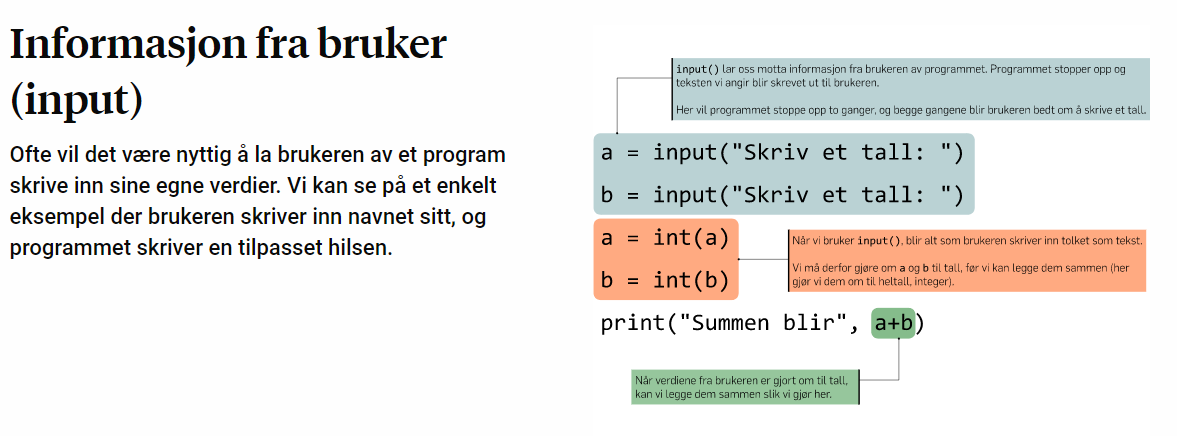 Informasjon fra bruker
(input)
Ofte vil det være nyttig å la brukeren av et program
skrive inn sine egne verdier. Vi kan se på et enkelt
eksempel der brukeren skriver inn navnet sitt, og
programmet skriver en tilpasset hilsen.
input() lar oss motta informasjon fra brukeren av programmet. Programmet stopper opp og
teksten vi angir blir skrevet ut til brukeren.
Her vil programmet stoppe opp to ganger, og begge gangene blir brukeren bedt om å skrive et tall.
a = input("Skriv et tall: ")
b = input("Skriv et tall: ")
a = int(a)
b = int(b)
Når vi bruker input(), blir alt som brukeren skriver inn tolket som tekst.
Vi må derfor gjøre om a og b til tall, før vi kan legge dem sammen (her
gjør vi dem om til heltall, integer).
print("Summen blir", a+b)
Når verdiene fra brukeren er gjort om til tall,
kan vi legge dem sammen slik vi gjør her.